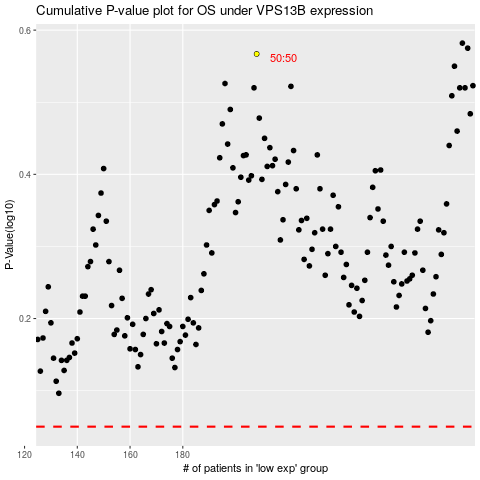 Cumulative P-value plot for OS under VPS13B expression
0.6
50:50
0.4
P-Value(log10)
0.2
120 140 160 180
# of patients in 'low exp' group